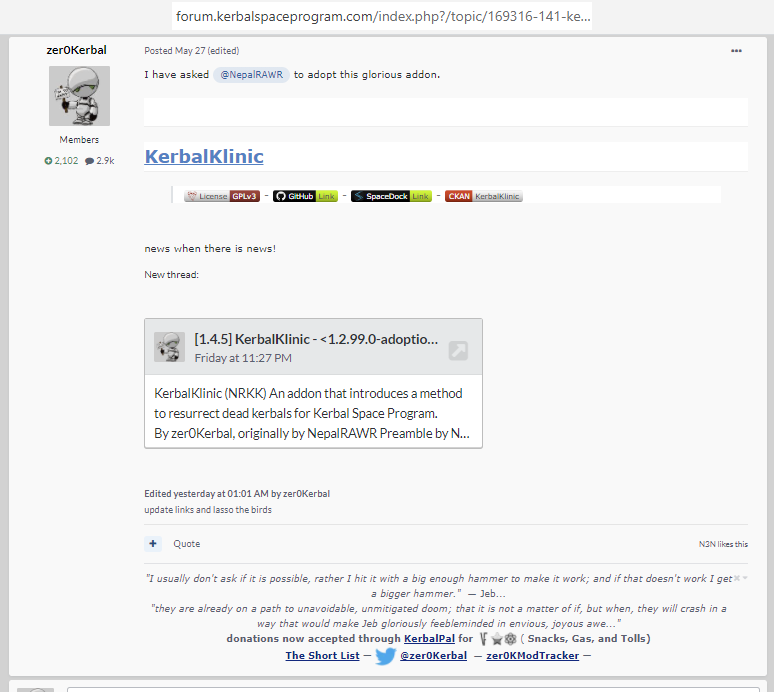 forum.kerbalspaceprogram.com/index.php?/topic/169316-141-ke...
zer0Kerbal
Members
2,102 2.9k
Posted May 27 (edited)
I have asked @NepalRAWR to adopt this glorious addon.
KerbalKlinic
License GPLv3 - GitHub Link - SpaceDock Link - CKAN KerbalKlinic
news when there is news!
New thread:
[1.4.5] KerbalKlinic - <1.2.99.0-adoptio...
Friday at 11:27 PM
KerbalKlinic (NRKK) An addon that introduces a method
to resurrect dead kerbals for Kerbal Space Program.
By zer0Kerbal, originally by NepalRAWR Preamble by N...
Edited yesterday at 01:01 AM by zer0Kerbal
update links and lasso the birds
+ Quote
N3N likes this
"I usually don't ask if it is possible, rather I hit it with a big enough hammer to make it work; and if that doesn't work I get
a bigger hammer." — Jeb...
"they are already on a path to unavoidable, unmitigated doom; that it is not a matter of if, but when, they will crash in a
way that would make Jeb gloriously feebleminded in envious, joyous awe..."
donations now accepted through KerbalPal for ( Snacks, Gas, and Tolls)
The Short List — @zer0Kerbal — zer0KModTracker —